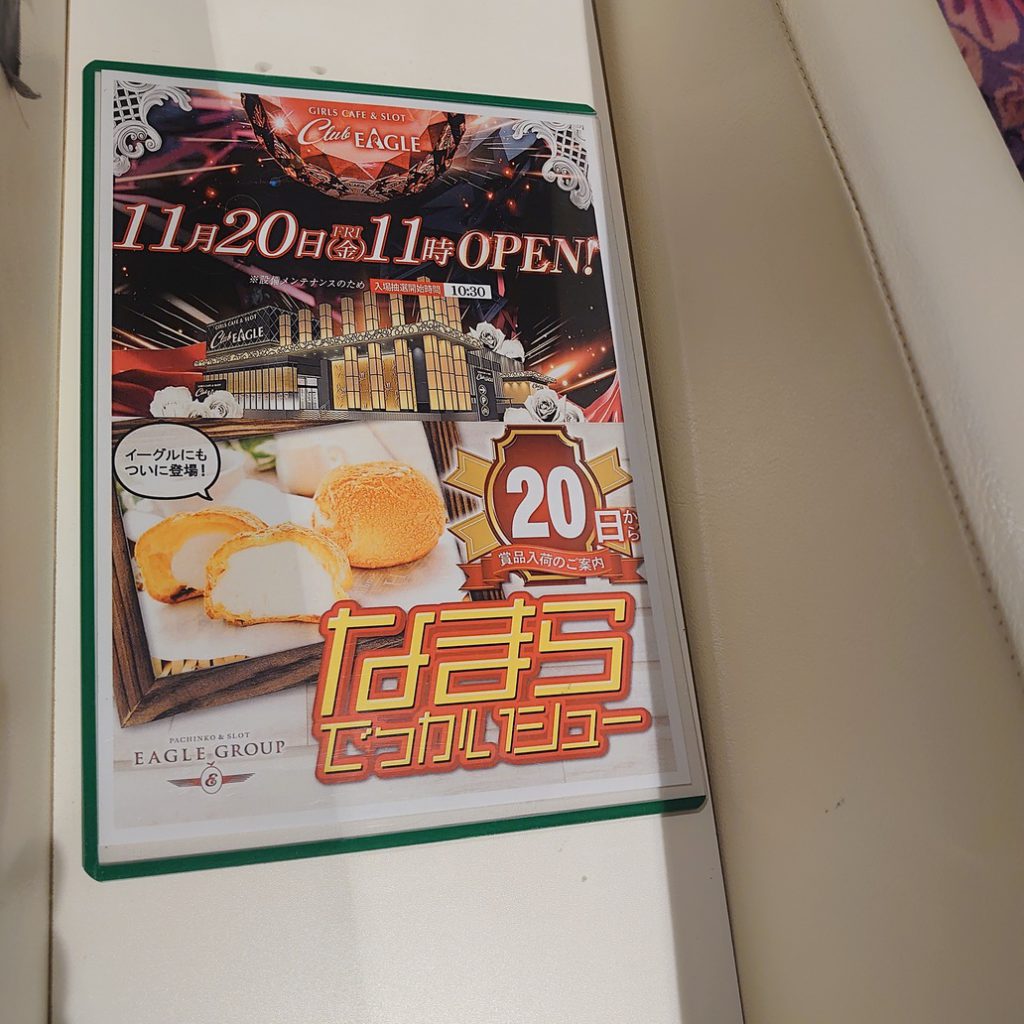 GIRLS CAFE & SLOT
Club EAGLE
11月20日(金)FRI 11時OPEN!
※設備メンテナンスのため 入場抽選開始時間 10:30
GIRLS CAFE & SLOT
Club EAGLE
イーグルにも
ついに登場!
20日から
賞品入荷のご案内
なまら
でっかいシュー
PACHINKO & SLOT
EAGLE GROUP
E